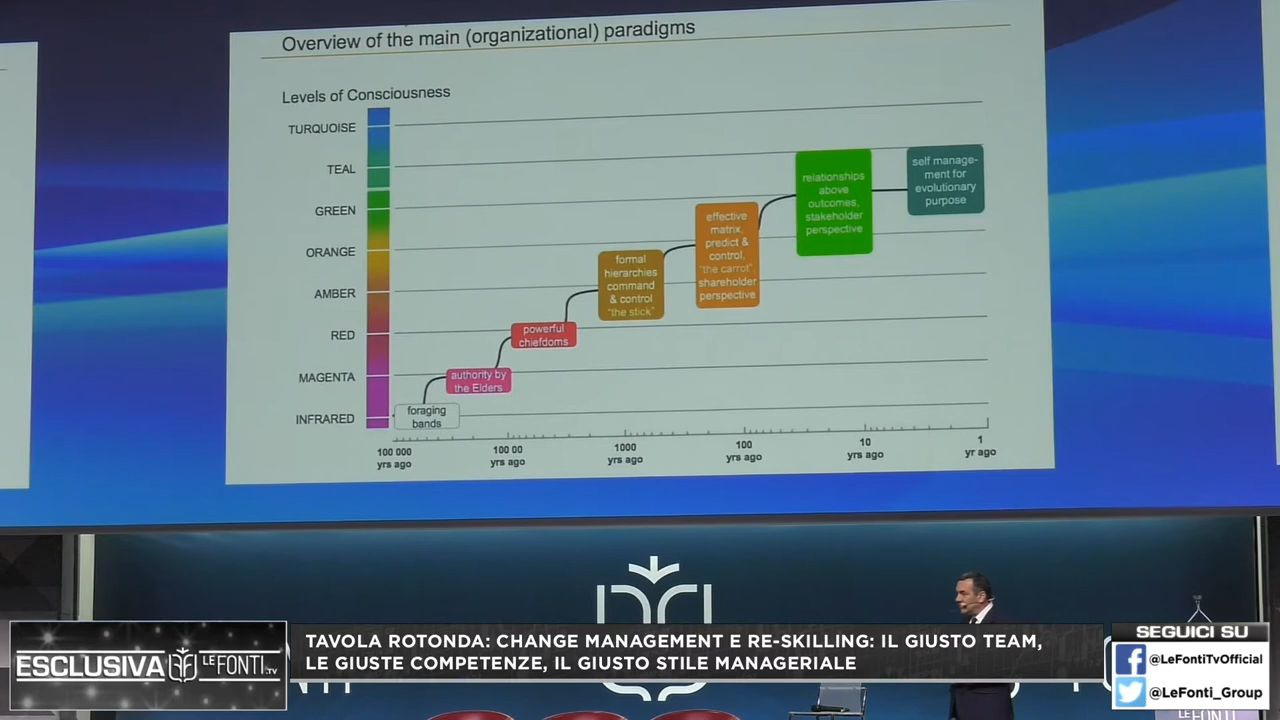 Overview of the main (organizational) paradigms
Levels of Consciousness
TURQUOISE
TEAL
GREEN
ORANGE
AMBER
RED
MAGENTA
INFRARED
foraging
bands
authority by
the Elders
powerful
chiefdoms
formal
hierarchies
command
& control
"the stick"
effective
matrix,
predict &
control,
"the carrot",
shareholder
perspective
relationships
above
outcomes,
stakeholder
perspective
self manage-
ment for
evolutionary
purpose
100 000
yrs ago
100 00
yrs ago
1000
yrs ago
100
yrs ago
10
yrs ago
1
yr ago
ESCLUSIVA LE FONTI.TV
TAVOLA ROTONDA: CHANGE MANAGEMENT E RE-SKILLING: IL GIUSTO TEAM,
LE GIUSTE COMPETENZE, IL GIUSTO STILE MANAGERIALE
SEGUICI SU
@LeFontiTvOfficial
@LeFonti_Group
LE FONTI